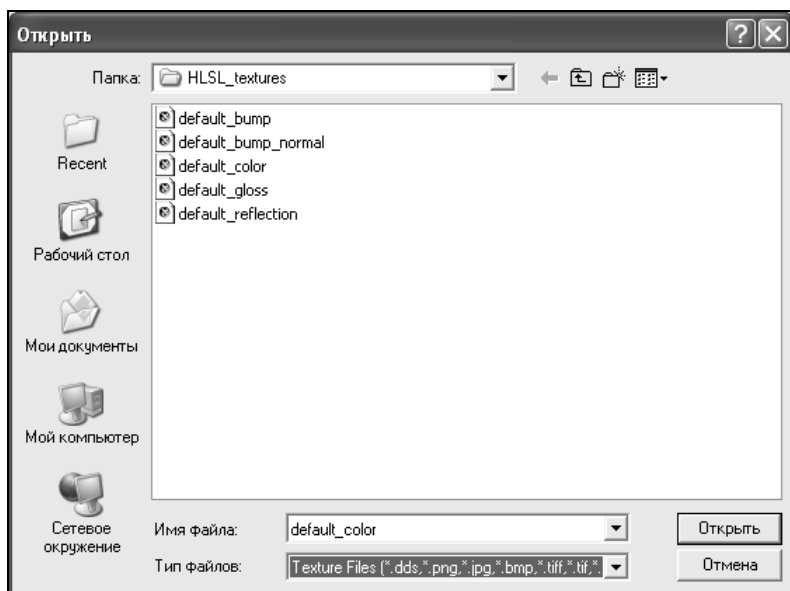 Открыть
Папка: HLSL_textures
default_bump
default_bump_normal
default_color
default_gloss
default_reflection
Recent
Рабочий стол
Мои документы
Мой компьютер
Сетевое
окружение
Имя файла: default_color Открыть
Тип файлов: Texture Files (*.dds,*.png,*.jpg,*.bmp,*.tiff,*.tif,*. Отмена